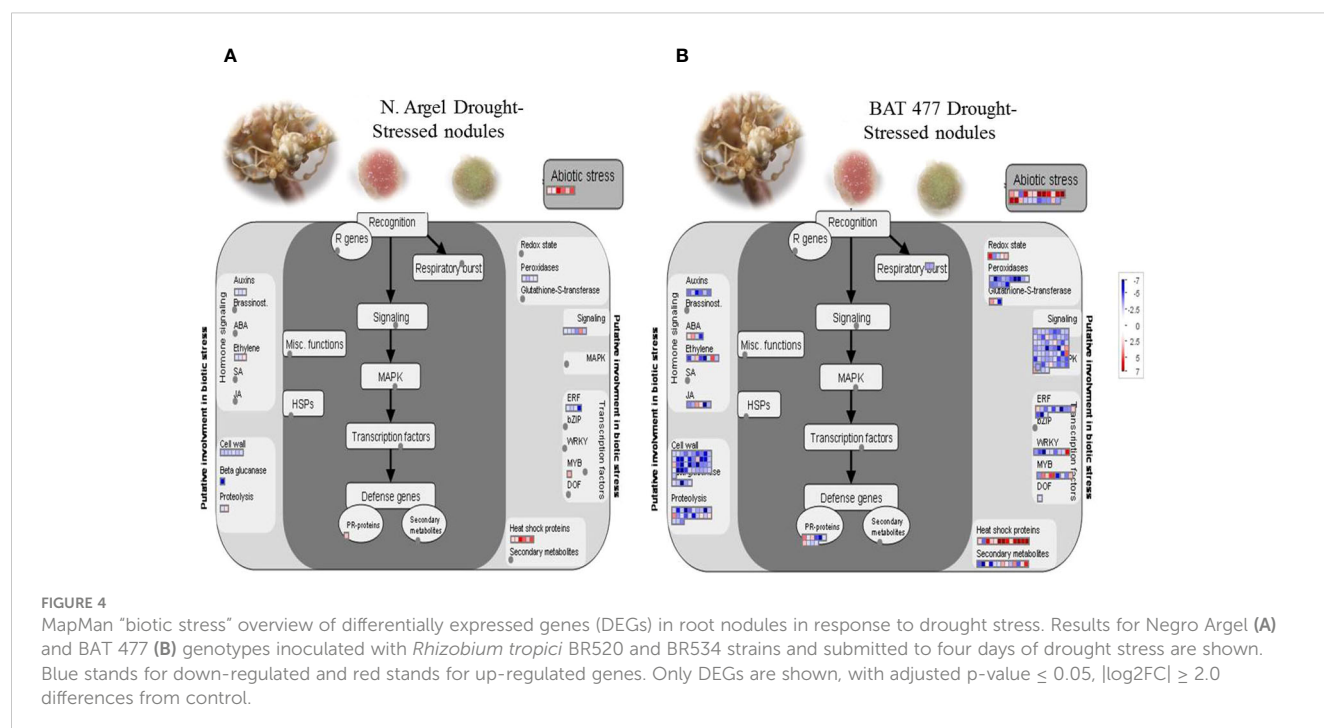 A
N. Argel Drought-
Stressed nodules
Abiotic stress
Recognition
R genes
Respiratory burst
Signaling
Misc. functions
MAPK
HSPs
Transcription factors
Defense genes
PR-proteins
Secondary
metabolites
Putative involvment in biotic stress
Hormone signaling
Auxins
Brassinost.
ABA
Ethylene
SA
JA
Cell wall
Beta glucanase
Proteolysis
Redox state
Peroxidases
Glutathione-S-transferase
Signaling
MAPK
ERF
bZIP
WRKY
MYB
DOF
Transcription factors
Putative involvment in biotic stress
Heat shock proteins
Secondary metabolites
B
BAT 477 Drought-
Stressed nodules
Abiotic stress
Recognition
R genes
Respiratory burst
Signaling
Misc. functions
MAPK
HSPs
Transcription factors
Defense genes
PR-proteins
Secondary
metabolites
Putative involvment in biotic stress
Hormone signaling
Auxins
Brassinost.
ABA
Ethylene
SA
JA
Cell wall
Proteolysis
Redox state
Peroxidases
Glutathione-S-transferase
Signaling
ERF
bZIP
WRKY
MYB
DOF
Transcription factors
Putative involvment in biotic stress
Heat shock proteins
Secondary metabolites
-7
-5
-2.5
0
2.5
5
7
FIGURE 4
MapMan “biotic stress” overview of differentially expressed genes (DEGs) in root nodules in response to drought stress. Results for Negro Argel (A)
and BAT 477 (B) genotypes inoculated with Rhizobium tropici BR520 and BR534 strains and submitted to four days of drought stress are shown.
Blue stands for down-regulated and red stands for up-regulated genes. Only DEGs are shown, with adjusted p-value ≤ 0.05, |log2FC| ≥ 2.0
differences from control.